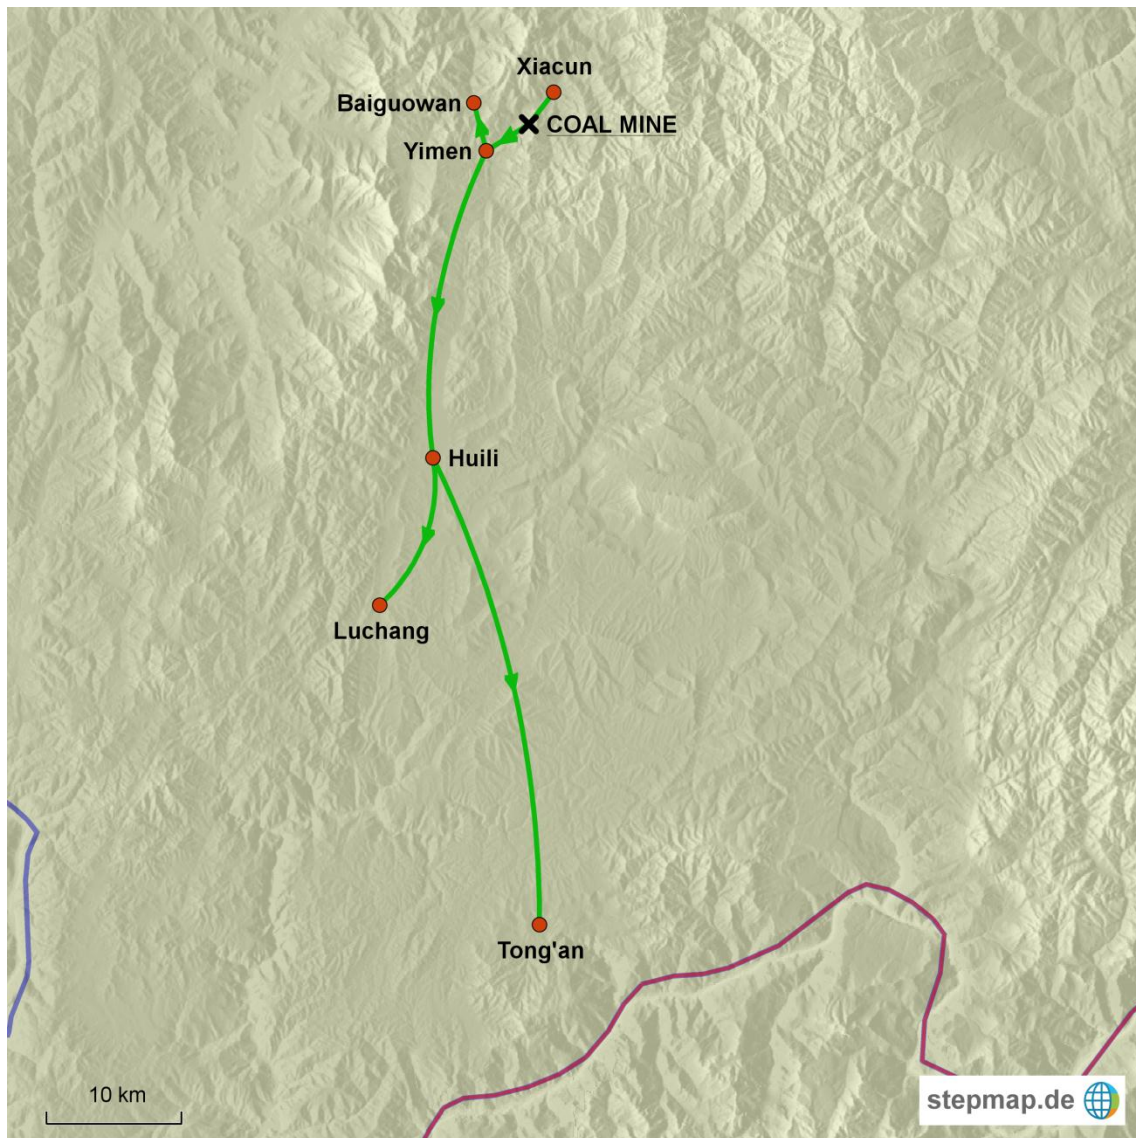 Xiacun
Baiguowan
COAL MINE
Yimen
Huili
Luchang
Tong'an
10 km
stepmap.de